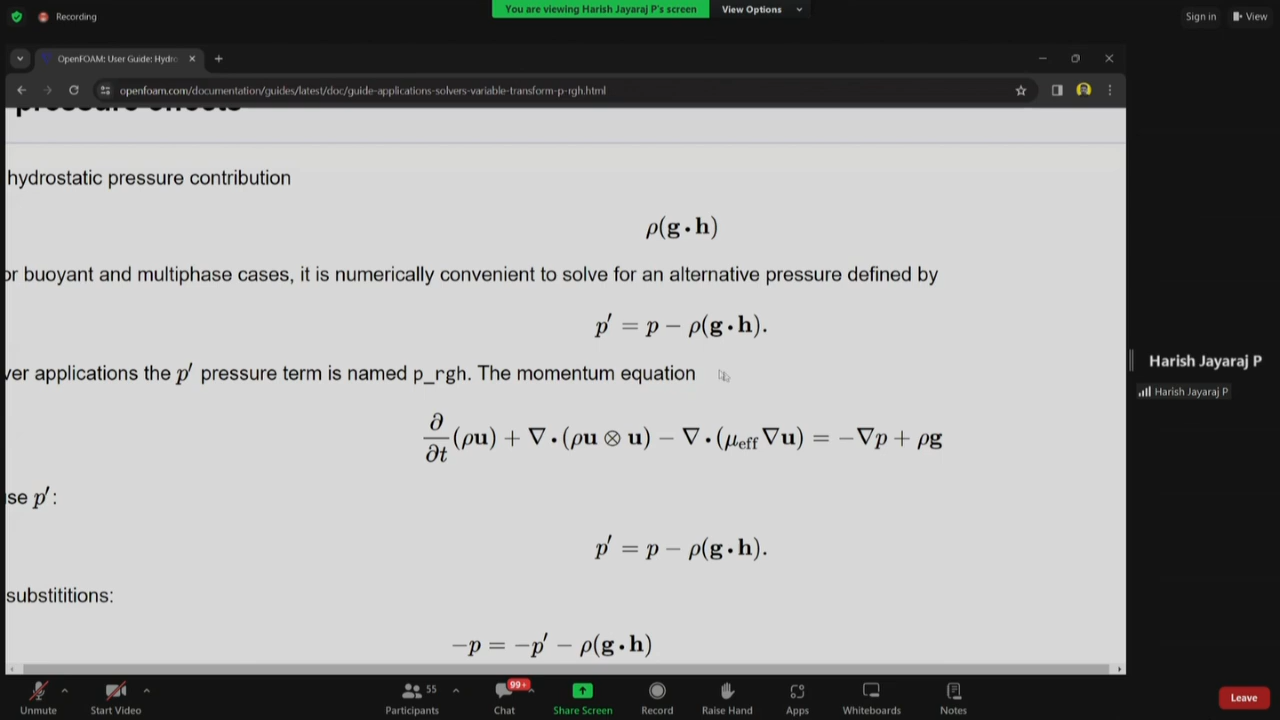 Recording
You are viewing Harish Jayaraj P's screen
View Options
Sign in
View
OpenFOAM: User Guide: Hydro
openfoam.com/documentation/guides/latest/doc/guide-applications-solvers-variable-transform-p-rgh.html
pressure effects
hydrostatic pressure contribution
ρ(g • h)
or buoyant and multiphase cases, it is numerically convenient to solve for an alternative pressure defined by
p′ = p − ρ(g • h).
ver applications the p′ pressure term is named p_rgh. The momentum equation
∂/∂t (ρu) + ∇ • (ρu ⊗ u) − ∇ • (μeff∇u) = −∇p + ρg
se p′:
p′ = p − ρ(g • h).
substititions:
−p = −p′ − ρ(g • h)
Harish Jayaraj P
Harish Jayaraj P
Unmute
Start Video
55
Participants
99+
Chat
Share Screen
Record
Raise Hand
Apps
Whiteboards
Notes
Leave